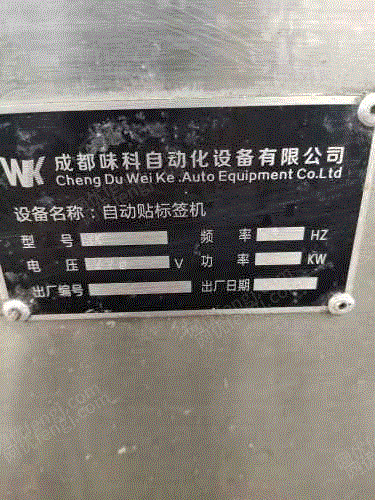 WK 成都味科自动化设备有限公司
Cheng Du Wei Ke .Auto Equipment Co.Ltd
设备名称：自动贴标签机
型 号 频 率 HZ
电 压 V 功 率 KW
出厂编号 出厂日期